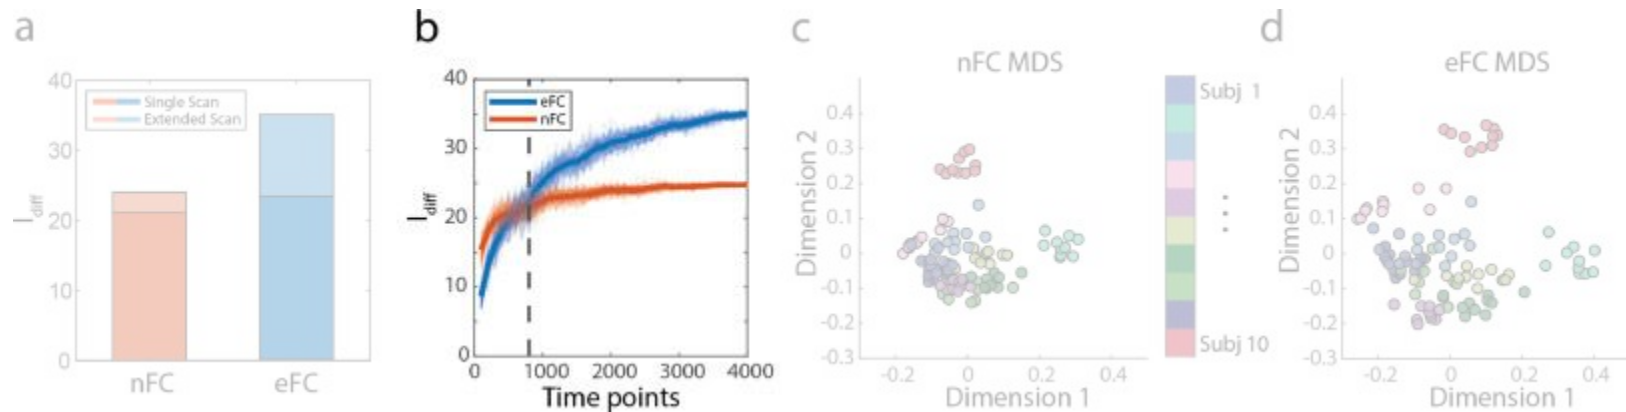 a
40
30
20
10
0
I_diff
Single Scan
Extended Scan
nFC
eFC
b
40
30
20
10
0
I_diff
eFC
nFC
0
1000
2000
3000
4000
Time points
c
nFC MDS
0.4
0.3
0.2
0.1
0
-0.1
-0.2
-0.3
Dimension 2
-0.2
0
0.2
0.4
Dimension 1
Subj 1
⋮
Subj 10
d
eFC MDS
0.4
0.3
0.2
0.1
0
-0.1
-0.2
-0.3
Dimension 2
-0.2
0
0.2
0.4
Dimension 1